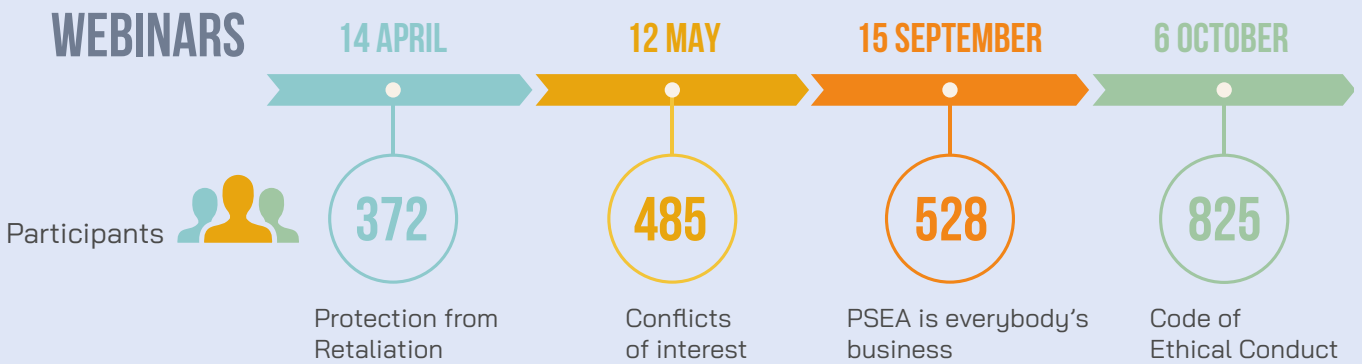 WEBINARS
14 APRIL
12 MAY
15 SEPTEMBER
6 OCTOBER
Participants
372
485
528
825
Protection from
Retaliation
Conflicts
of interest
PSEA is everybody's
business
Code of
Ethical Conduct